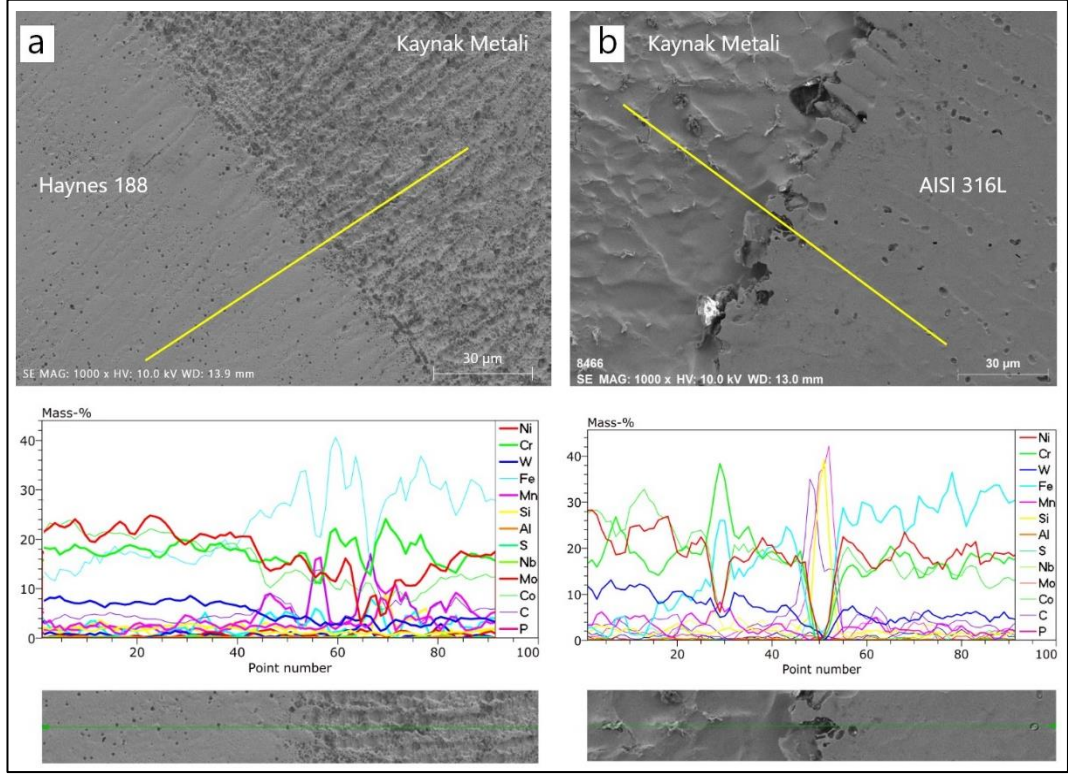 a
Kaynak Metali
Haynes 188
30 µm
SE MAG: 1000 x HV: 10.0 kV WD: 13.9 mm
b
Kaynak Metali
AISI 316L
8466
30 µm
SE MAG: 1000 x HV: 10.0 kV WD: 13.0 mm
Mass-%
40
30
20
10
0
20 40 60 80 100
Point number
Ni
Cr
W
Fe
Mn
Si
Al
S
Nb
Mo
Co
C
P
Mass-%
40
30
20
10
0
20 40 60 80 100
Point number
Ni
Cr
W
Fe
Mn
Si
Al
S
Nb
Mo
Co
C
P